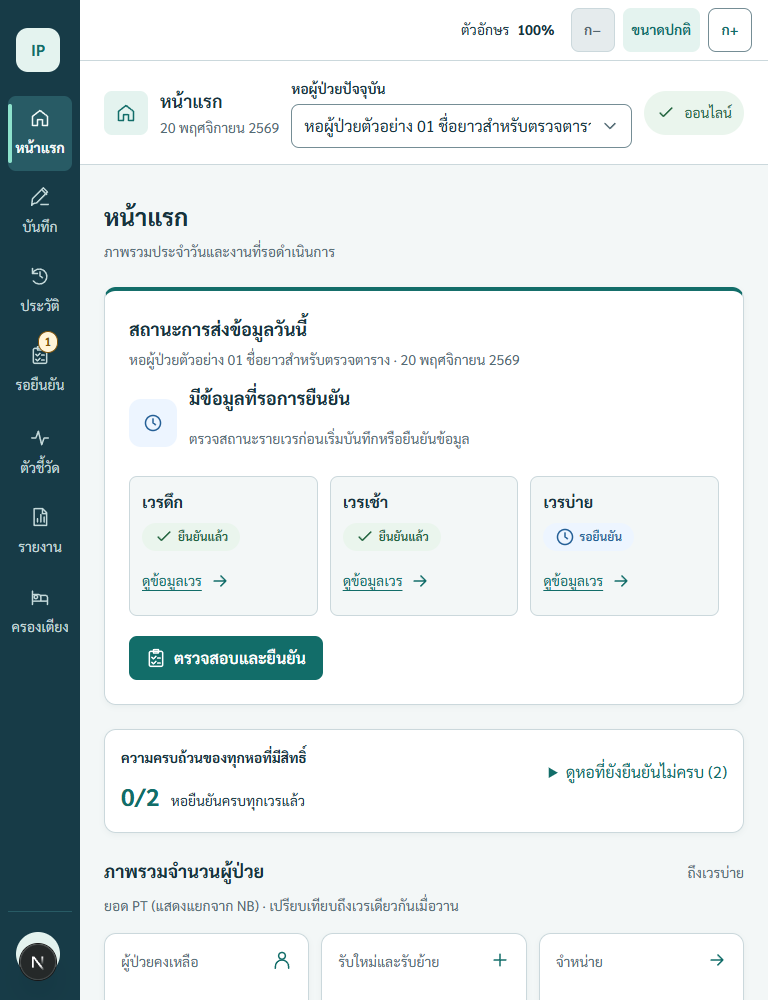 IP
หน้าแรก
บันทึก
ประวัติ
1
รอยืนยัน
ตัวชี้วัด
รายงาน
ครองเตียง
N
ตัวอักษร 100% ก− ขนาดปกติ ก+
หน้าแรก
20 พฤศจิกายน 2569
หอผู้ป่วยปัจจุบัน
หอผู้ป่วยตัวอย่าง 01 ชื่อยาวสำหรับตรวจตารา
ออนไลน์
หน้าแรก
ภาพรวมประจำวันและงานที่รอดำเนินการ
สถานะการส่งข้อมูลวันนี้
หอผู้ป่วยตัวอย่าง 01 ชื่อยาวสำหรับตรวจตาราง · 20 พฤศจิกายน 2569
มีข้อมูลที่รอการยืนยัน
ตรวจสถานะรายเวรก่อนเริ่มบันทึกหรือยืนยันข้อมูล
เวรดึก
ยืนยันแล้ว
ดูข้อมูลเวร
เวรเช้า
ยืนยันแล้ว
ดูข้อมูลเวร
เวรบ่าย
รอยืนยัน
ดูข้อมูลเวร
ตรวจสอบและยืนยัน
ความครบถ้วนของทุกหอที่มีสิทธิ์
0/2 หอยืนยันครบทุกเวรแล้ว
ดูหอที่ยังยืนยันไม่ครบ (2)
ภาพรวมจำนวนผู้ป่วย
ถึงเวรบ่าย
ยอด PT (แสดงแยกจาก NB) · เปรียบเทียบถึงเวรเดียวกันเมื่อวาน
ผู้ป่วยคงเหลือ
รับใหม่และรับย้าย
จำหน่าย